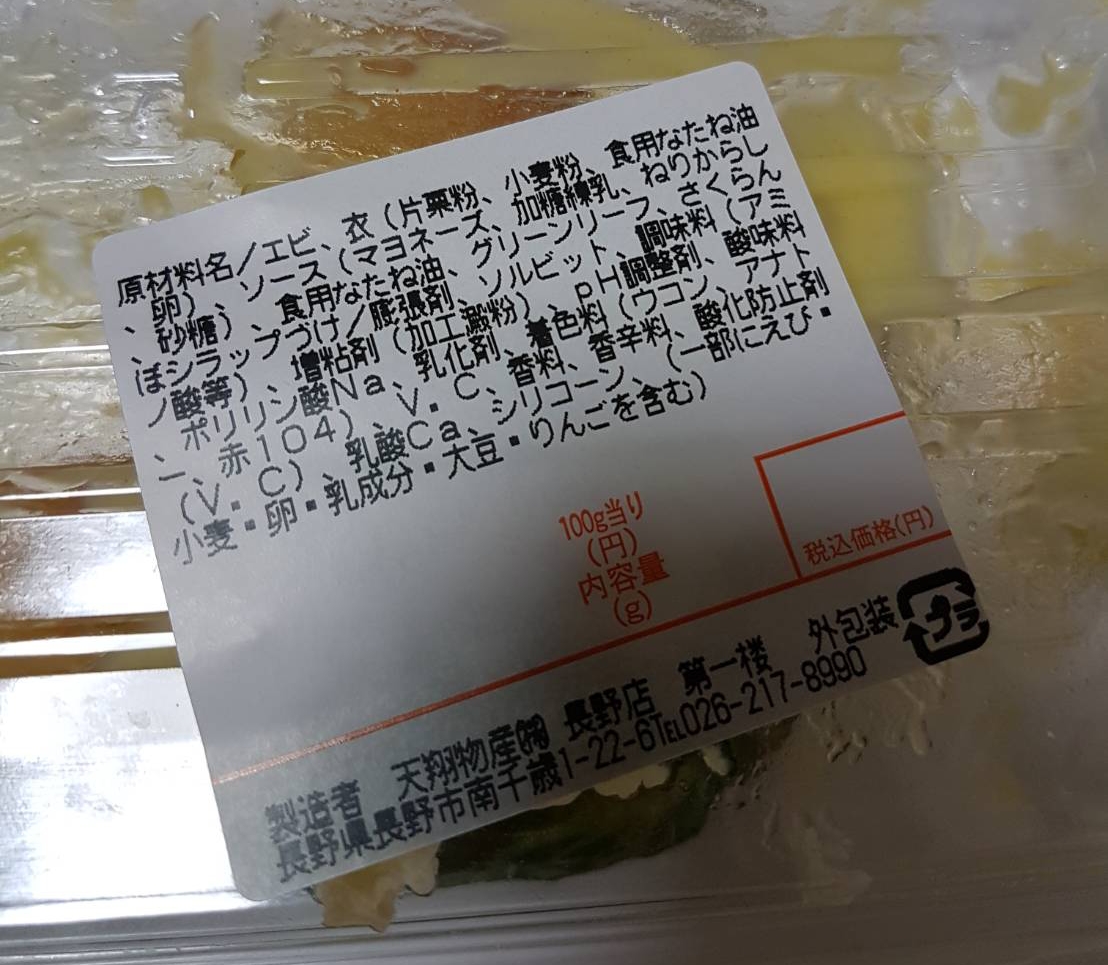 原材料名／エビ、衣（片栗粉、小麦粉、食用なたね油
、卵）、ソース（マヨネーズ、加糖練乳、ねりからし
、砂糖）、食用なたね油、グリーンリーフ、さくらん
ぼシラップづけ／膨張剤、ソルビット、調味料（アミ
ノ酸等）、増粘剤（加工澱粉）、ｐＨ調整剤、酸味料
、ポリリン酸Ｎａ、乳化剤、着色料（ウコン、アナト
ー、赤１０４）、Ｖ．Ｃ、香料、香辛料、酸化防止剤
（Ｖ．Ｃ）、乳酸Ｃａ、シリコーン、（一部にえび・
小麦・卵・乳成分・大豆・りんごを含む）
100g当り
(円)
内容量
(g)
税込価格(円)
プラ
外包装
製造者 天翔物産㈱ 長野店 第一楼
長野県長野市南千歳1-22-6℡026-217-8990